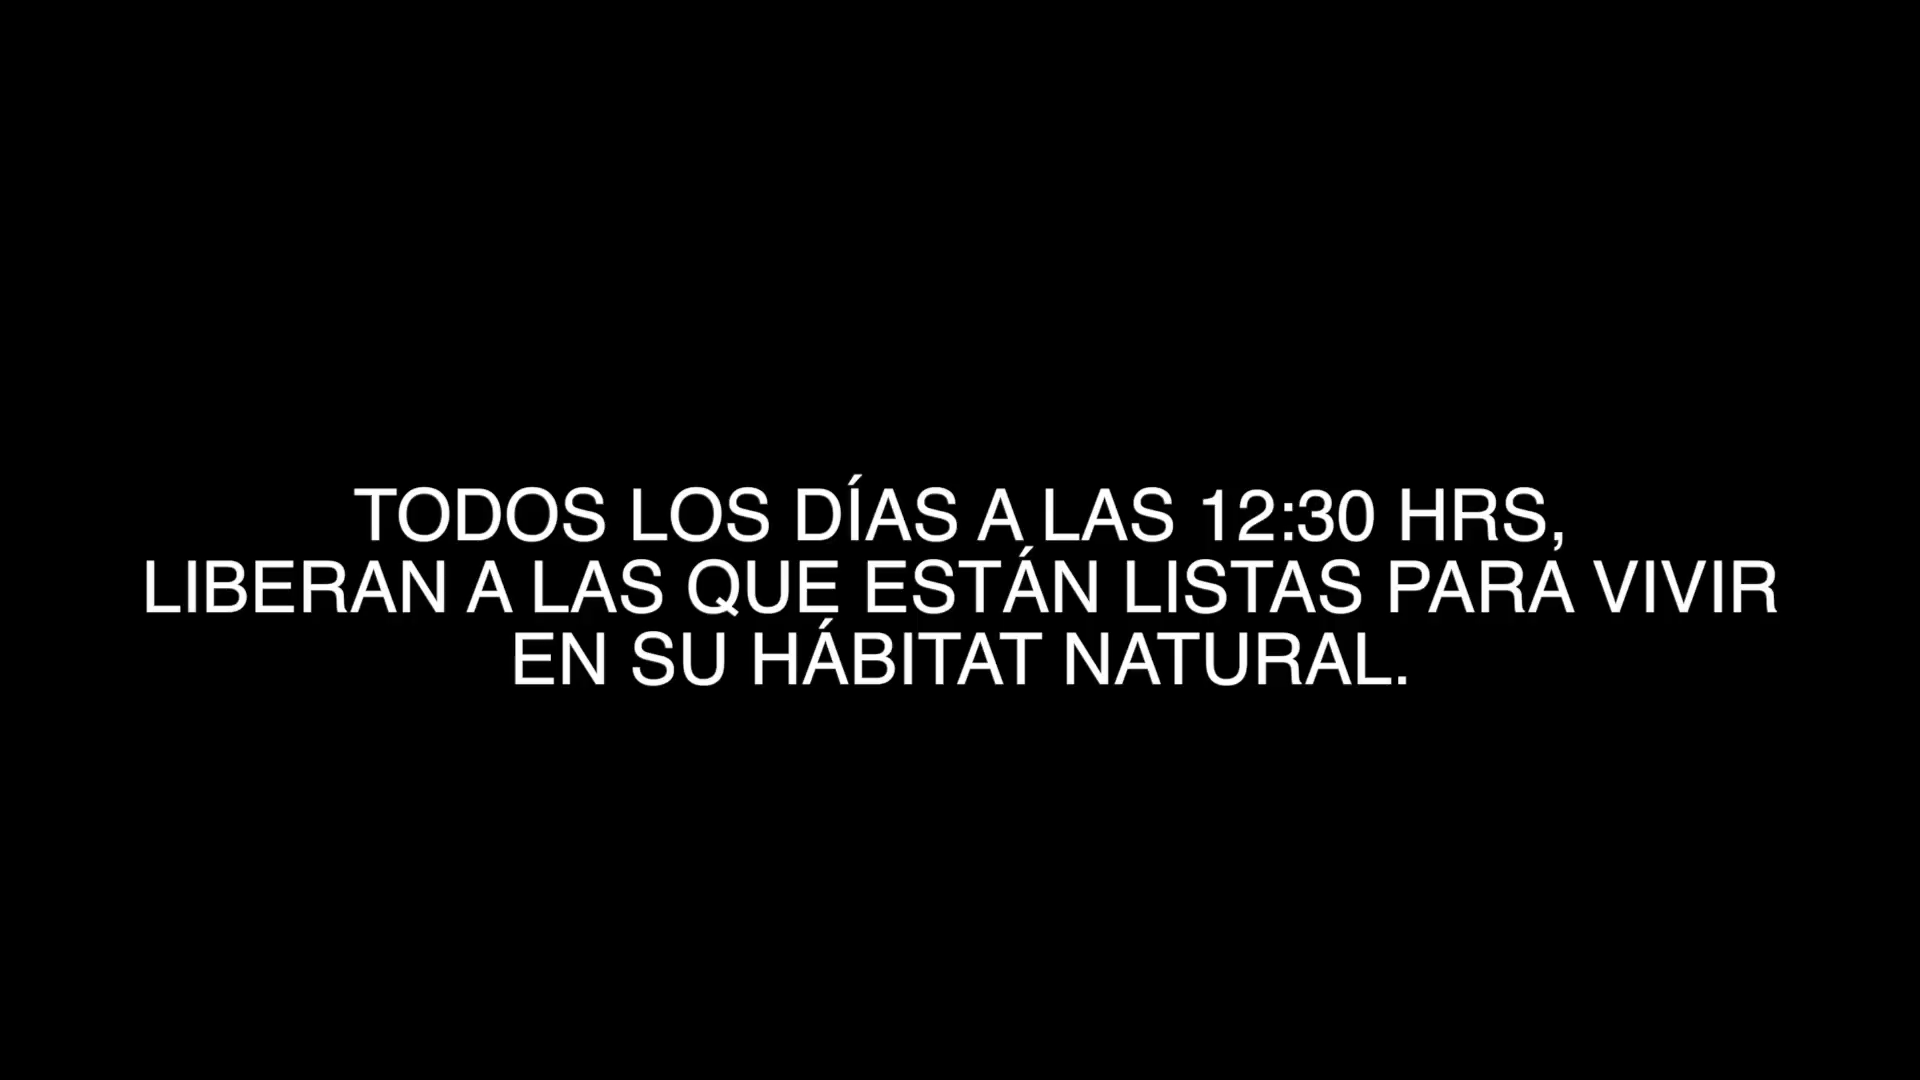 TODOS LOS DÍAS A LAS 12:30 HRS,
LIBERAN A LAS QUE ESTÁN LISTAS PARA VIVIR
EN SU HÁBITAT NATURAL.